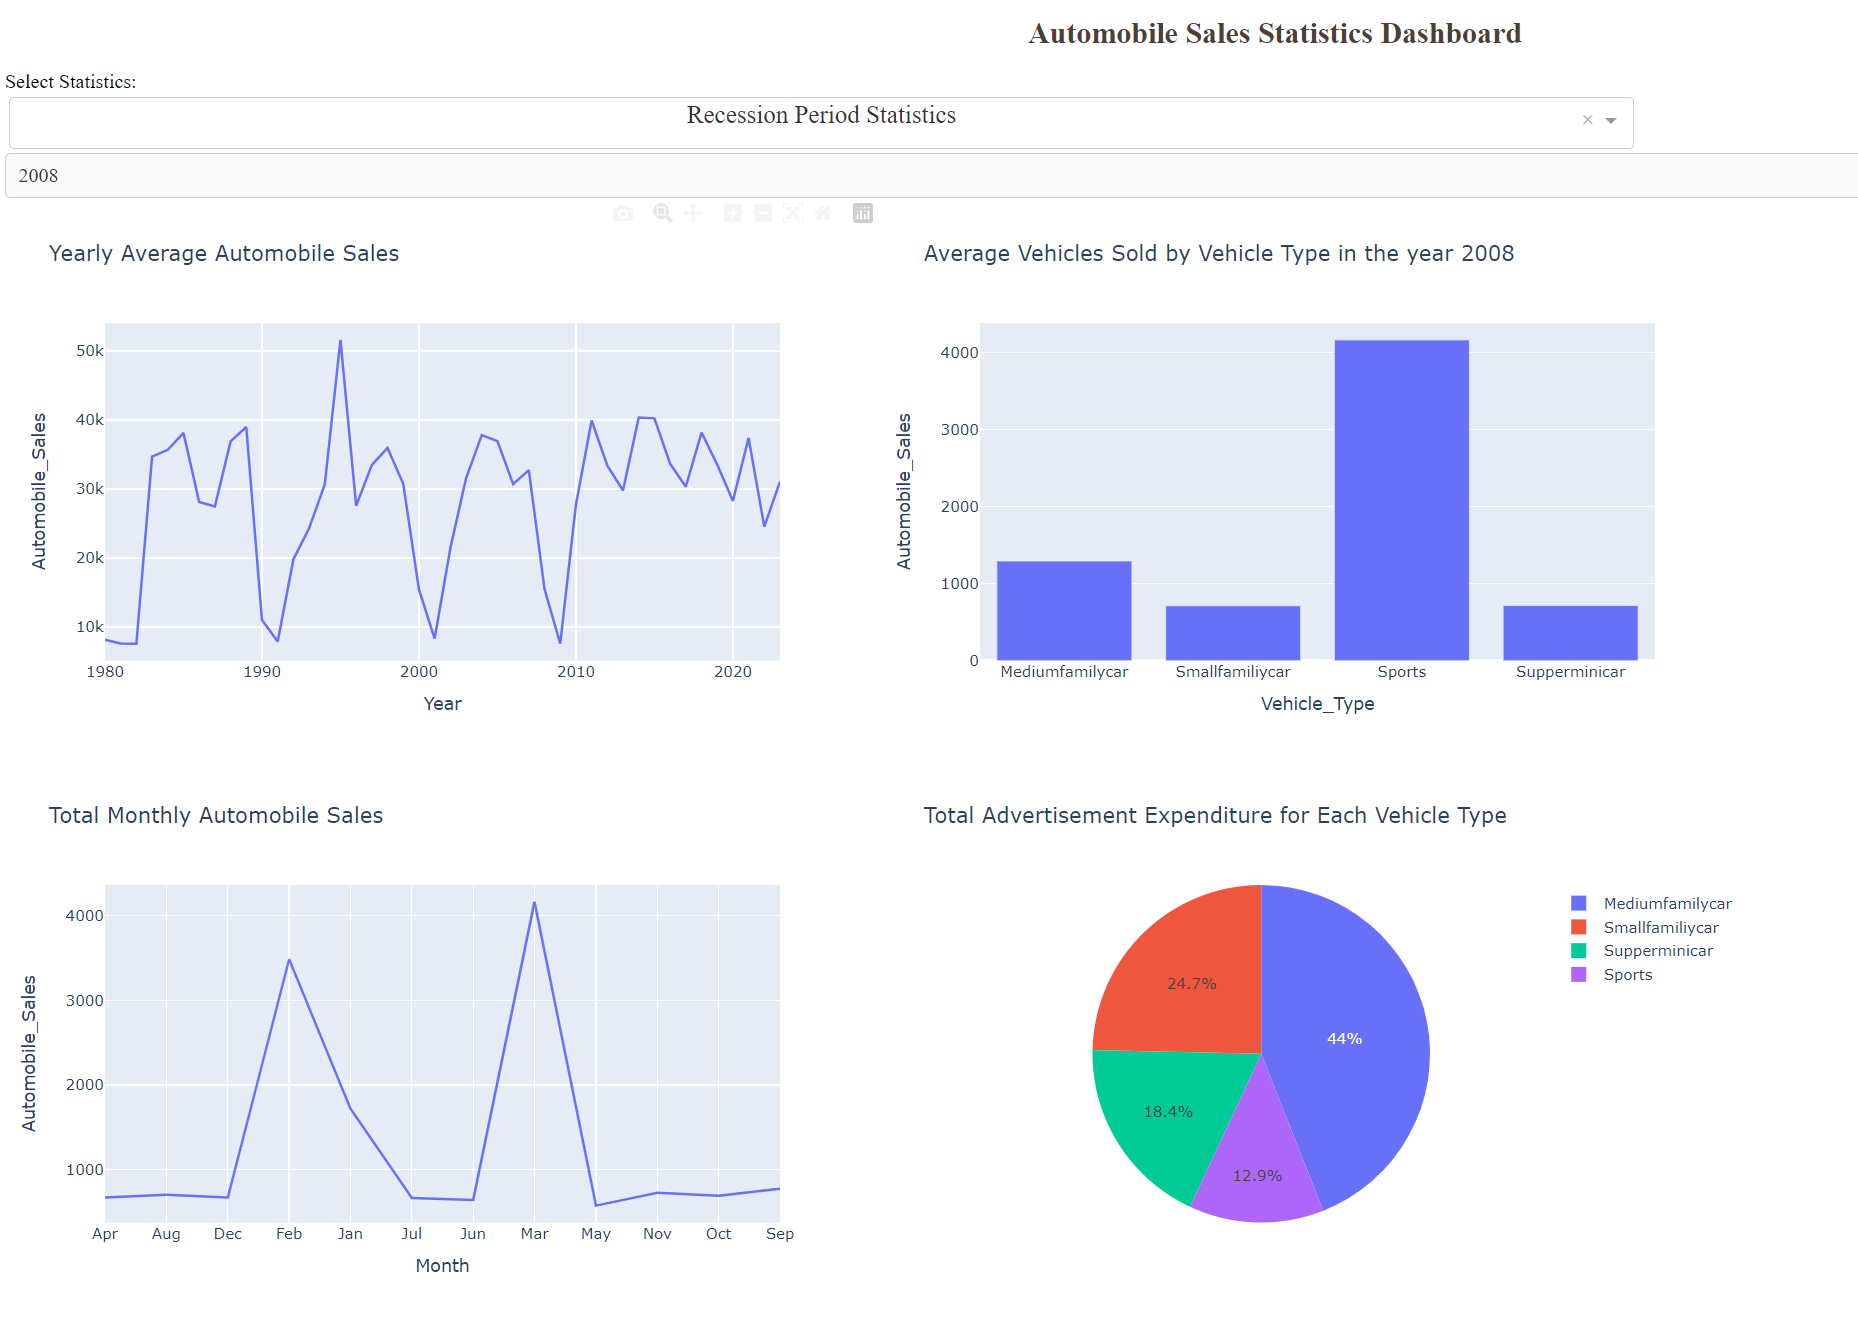 Automobile Sales Statistics Dashboard
Select Statistics:
Recession Period Statistics
×
2008
Yearly Average Automobile Sales
50k
40k
30k
20k
10k
1980 1990 2000 2010 2020
Year
Automobile_Sales
Average Vehicles Sold by Vehicle Type in the year 2008
4000
3000
2000
1000
0
Mediumfamilycar Smallfamiliycar Sports Supperminicar
Vehicle_Type
Automobile_Sales
Total Monthly Automobile Sales
4000
3000
2000
1000
Apr Aug Dec Feb Jan Jul Jun Mar May Nov Oct Sep
Month
Automobile_Sales
Total Advertisement Expenditure for Each Vehicle Type
44%
24.7%
18.4%
12.9%
Mediumfamilycar
Smallfamiliycar
Supperminicar
Sports